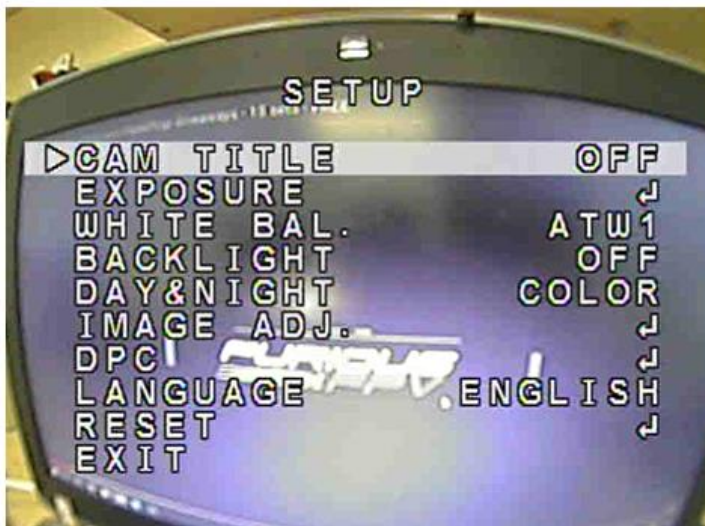 SETUP
▷CAM TITLE OFF
EXPOSURE ↲
WHITE BAL. ATW1
BACKLIGHT OFF
DAY&NIGHT COLOR
IMAGE ADJ. ↲
DPC ↲
LANGUAGE ENGLISH
RESET ↲
EXIT